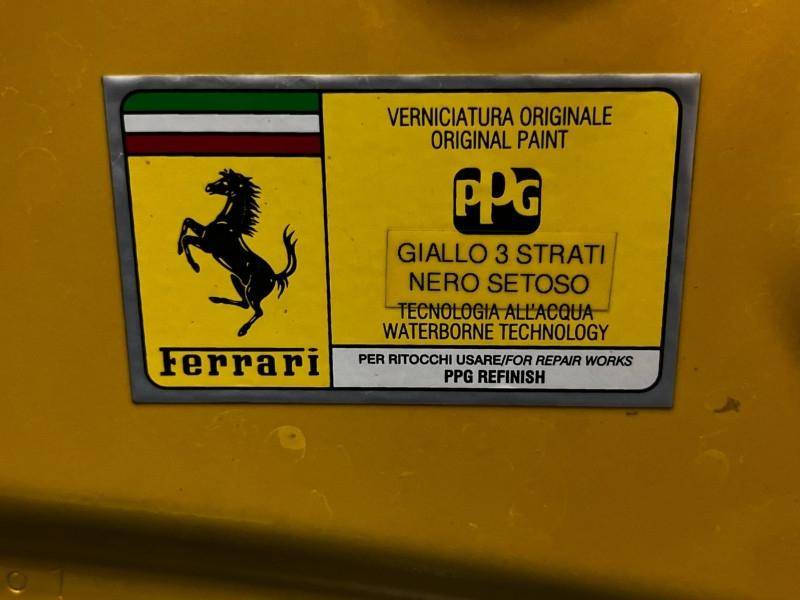 VERNICIATURA ORIGINALE
ORIGINAL PAINT
PPG
GIALLO 3 STRATI
NERO SETOSO
TECNOLOGIA ALL'ACQUA
WATERBORNE TECHNOLOGY
Ferrari
PER RITOCCHI USARE/FOR REPAIR WORKS
PPG REFINISH